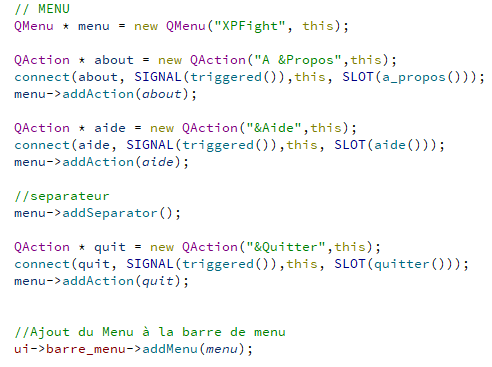 // MENU
QMenu * menu = new QMenu("XPFight", this);
QAction * about = new QAction("A &Propos",this);
connect(about, SIGNAL(triggered()),this, SLOT(a_propos()));
menu->addAction(about);
QAction * aide = new QAction("&Aide",this);
connect(aide, SIGNAL(triggered()),this, SLOT(aide()));
menu->addAction(aide);
//separateur
menu->addSeparator();
QAction * quit = new QAction("&Quitter",this);
connect(quit, SIGNAL(triggered()),this, SLOT(quitter()));
menu->addAction(quit);
//Ajout du Menu à la barre de menu
ui->barre_menu->addMenu(menu);